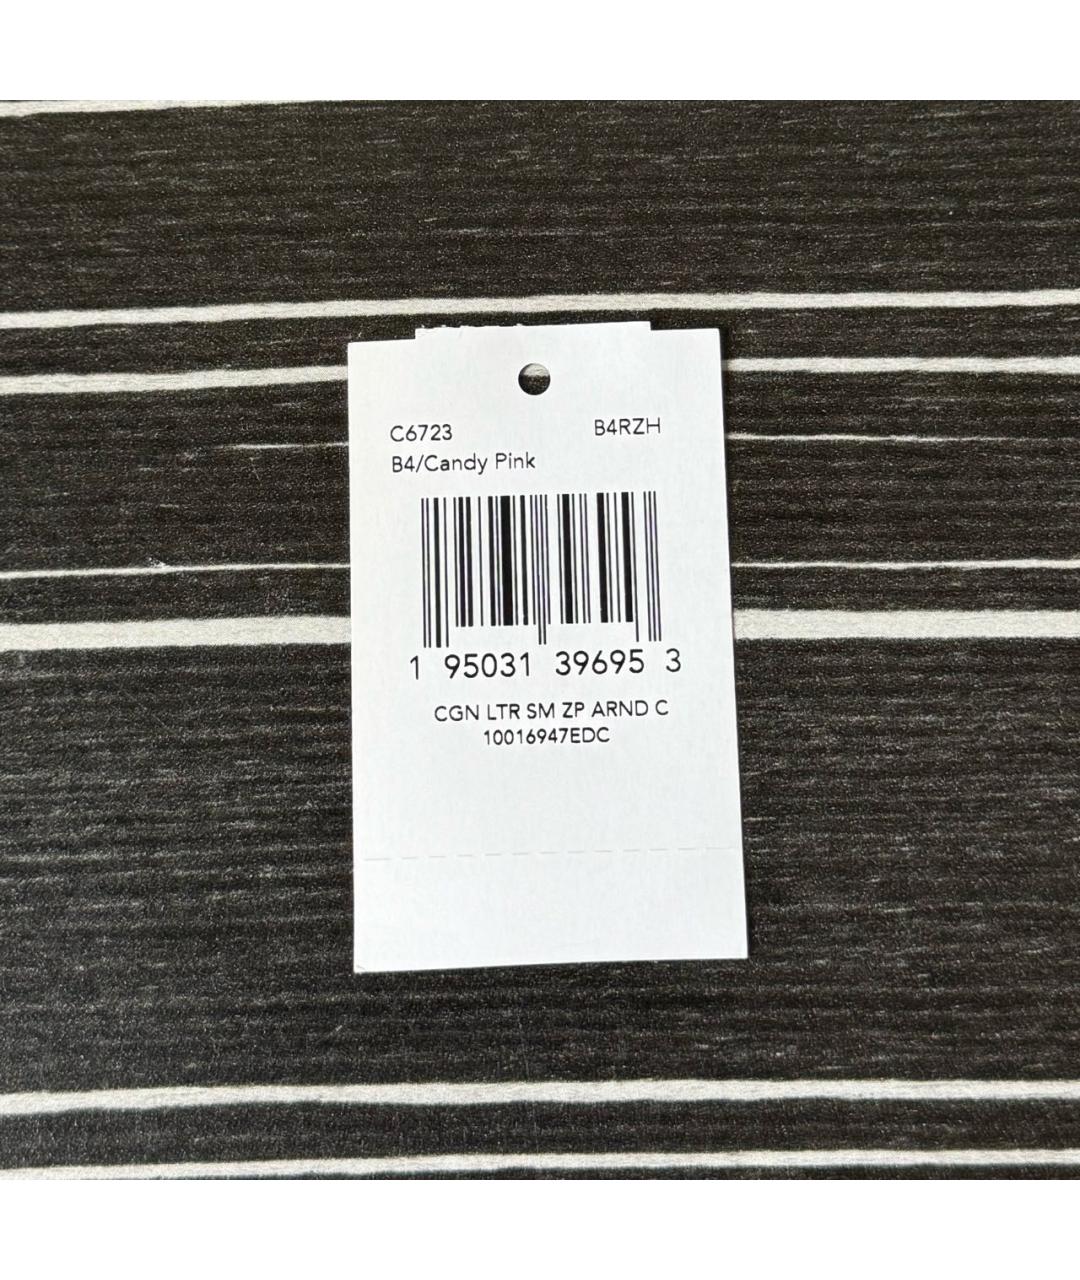 C6723 B4RZH
B4/Candy Pink
1 95031 39695 3
CGN LTR SM ZP ARND C
10016947EDC